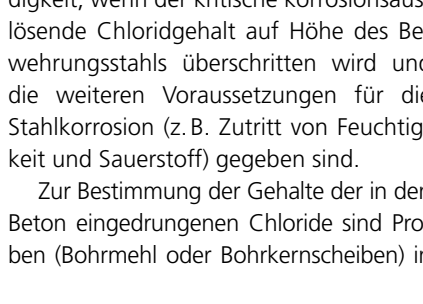 digkeit, wenn der kritische korrosionsaus
lösende Chloridgehalt auf Höhe des Be
wehrungsstahls überschritten wird und
die weiteren Voraussetzungen für die
Stahlkorrosion (z. B. Zutritt von Feuchtig
keit und Sauerstoff) gegeben sind.
Zur Bestimmung der Gehalte der in den
Beton eingedrungenen Chloride sind Pro
ben (Bohrmehl oder Bohrkernscheiben) in